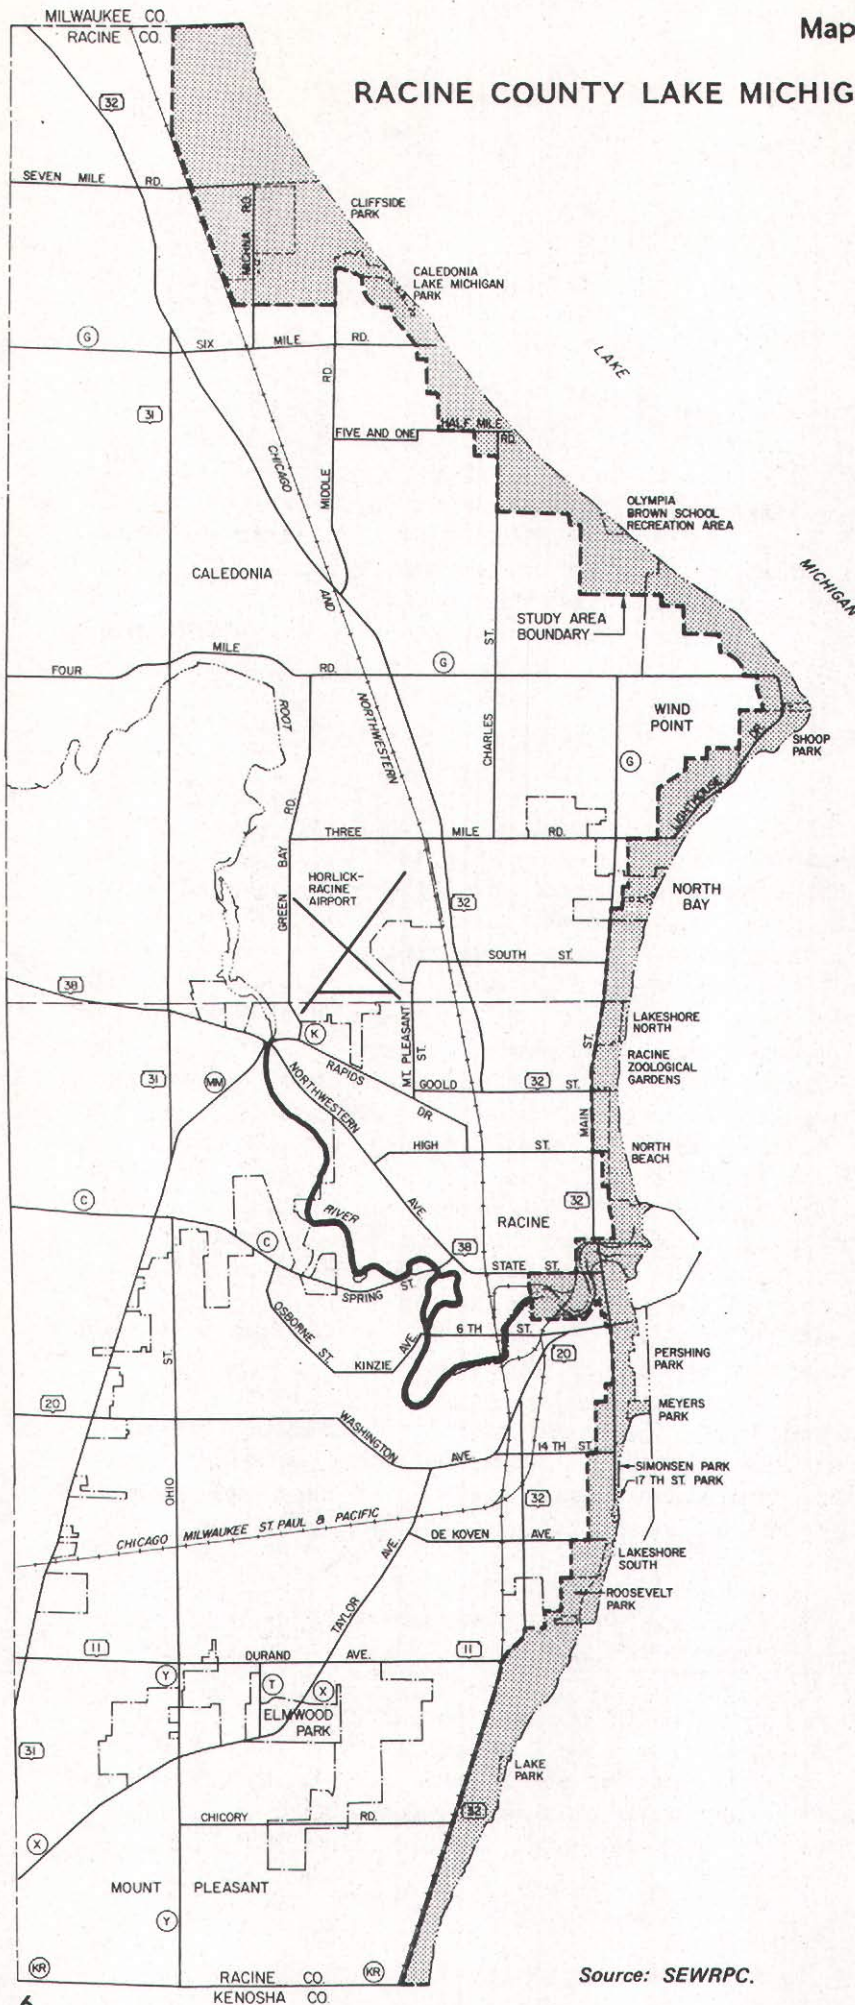 Map
RACINE COUNTY LAKE MICHIG
MILWAUKEE CO.
RACINE CO.
32
SEVEN MILE RD.
MICHNA RD.
CLIFFSIDE
PARK
CALEDONIA
LAKE MICHIGAN
PARK
G
SIX MILE RD.
LAKE
31
CHICAGO AND NORTHWESTERN
MIDDLE RD.
FIVE AND ONE HALF MILE RD.
OLYMPIA
BROWN SCHOOL
RECREATION AREA
MICHIGAN
CALEDONIA
STUDY AREA
BOUNDARY
FOUR MILE RD.
G
CHARLES ST.
WIND
POINT
SHOOP
PARK
ROOT
G
LIGHTHOUSE DR.
GREEN BAY RD.
THREE MILE RD.
HORLICK-
RACINE
AIRPORT
32
NORTH
BAY
SOUTH ST.
38
LAKESHORE
NORTH
K
MT. PLEASANT ST.
RACINE
ZOOLOGICAL
GARDENS
31
MM
RAPIDS DR.
GOOLD ST.
32
MAIN ST.
NORTHWESTERN AVE.
HIGH ST.
NORTH
BEACH
C
32
RIVER
RACINE
C
38
STATE ST.
SPRING ST.
OSBORNE ST.
6 TH ST.
KINZIE AVE.
20
PERSHING
PARK
20
MEYERS
PARK
WASHINGTON AVE.
14 TH ST.
SIMONSEN PARK
17 TH ST. PARK
OHIO ST.
32
CHICAGO MILWAUKEE ST. PAUL & PACIFIC
DE KOVEN AVE.
LAKESHORE
SOUTH
ROOSEVELT
PARK
TAYLOR AVE.
11
DURAND AVE.
11
Y
T
X
ELMWOOD
PARK
31
LAKE
PARK
CHICORY RD.
32
X
MOUNT PLEASANT
Y
KR
RACINE CO.
KR
KENOSHA CO.
Source: SEWRPC.